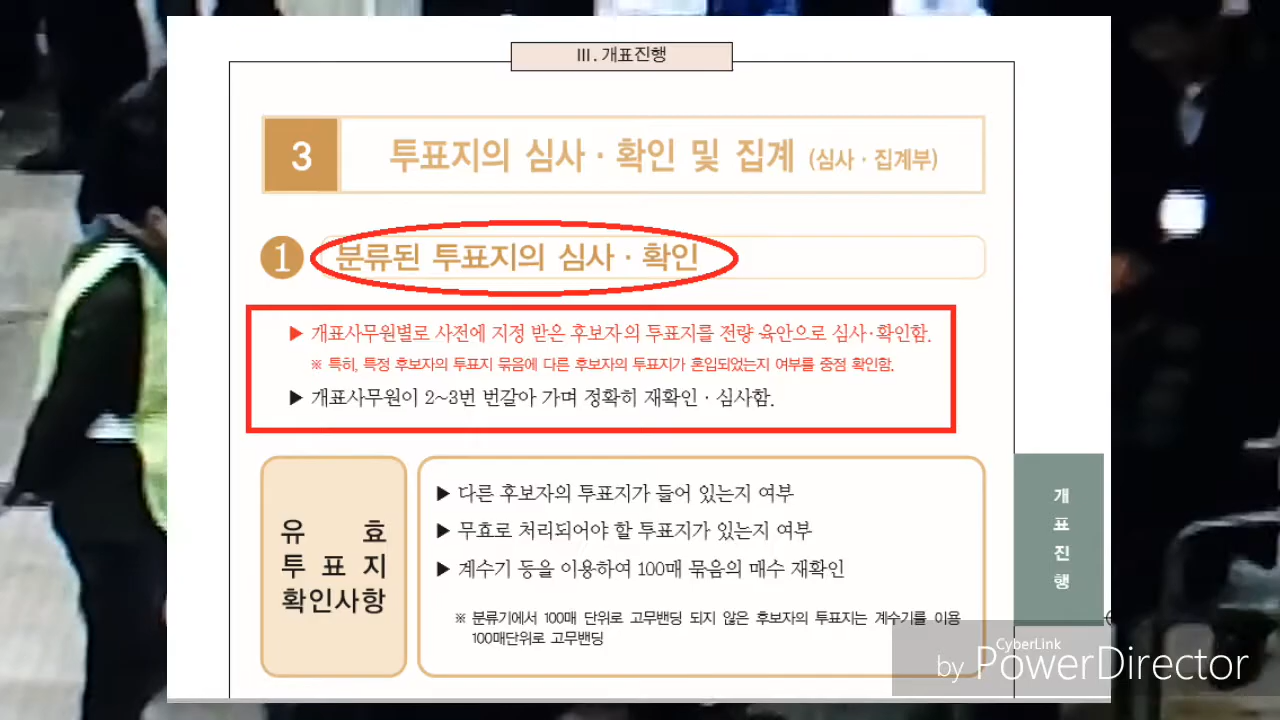 Ⅲ. 개표진행
3 투표지의 심사·확인 및 집계 (심사·집계부)
1 분류된 투표지의 심사·확인
▶ 개표사무원별로 사전에 지정 받은 후보자의 투표지를 전량 육안으로 심사·확인함.
※ 특히, 특정 후보자의 투표지 묶음에 다른 후보자의 투표지가 혼입되었는지 여부를 중점 확인함.
▶ 개표사무원이 2~3번 번갈아 가며 정확히 재확인·심사함.
유 효
투 표 지
확인사항
▶ 다른 후보자의 투표지가 들어 있는지 여부
▶ 무효로 처리되어야 할 투표지가 있는지 여부
▶ 계수기 등을 이용하여 100매 묶음의 매수 재확인
※ 분류기에서 100매 단위로 고무밴딩 되지 않은 후보자의 투표지는 계수기를 이용
100매단위로 고무밴딩
개
표
진
행
CyberLink
by PowerDirector